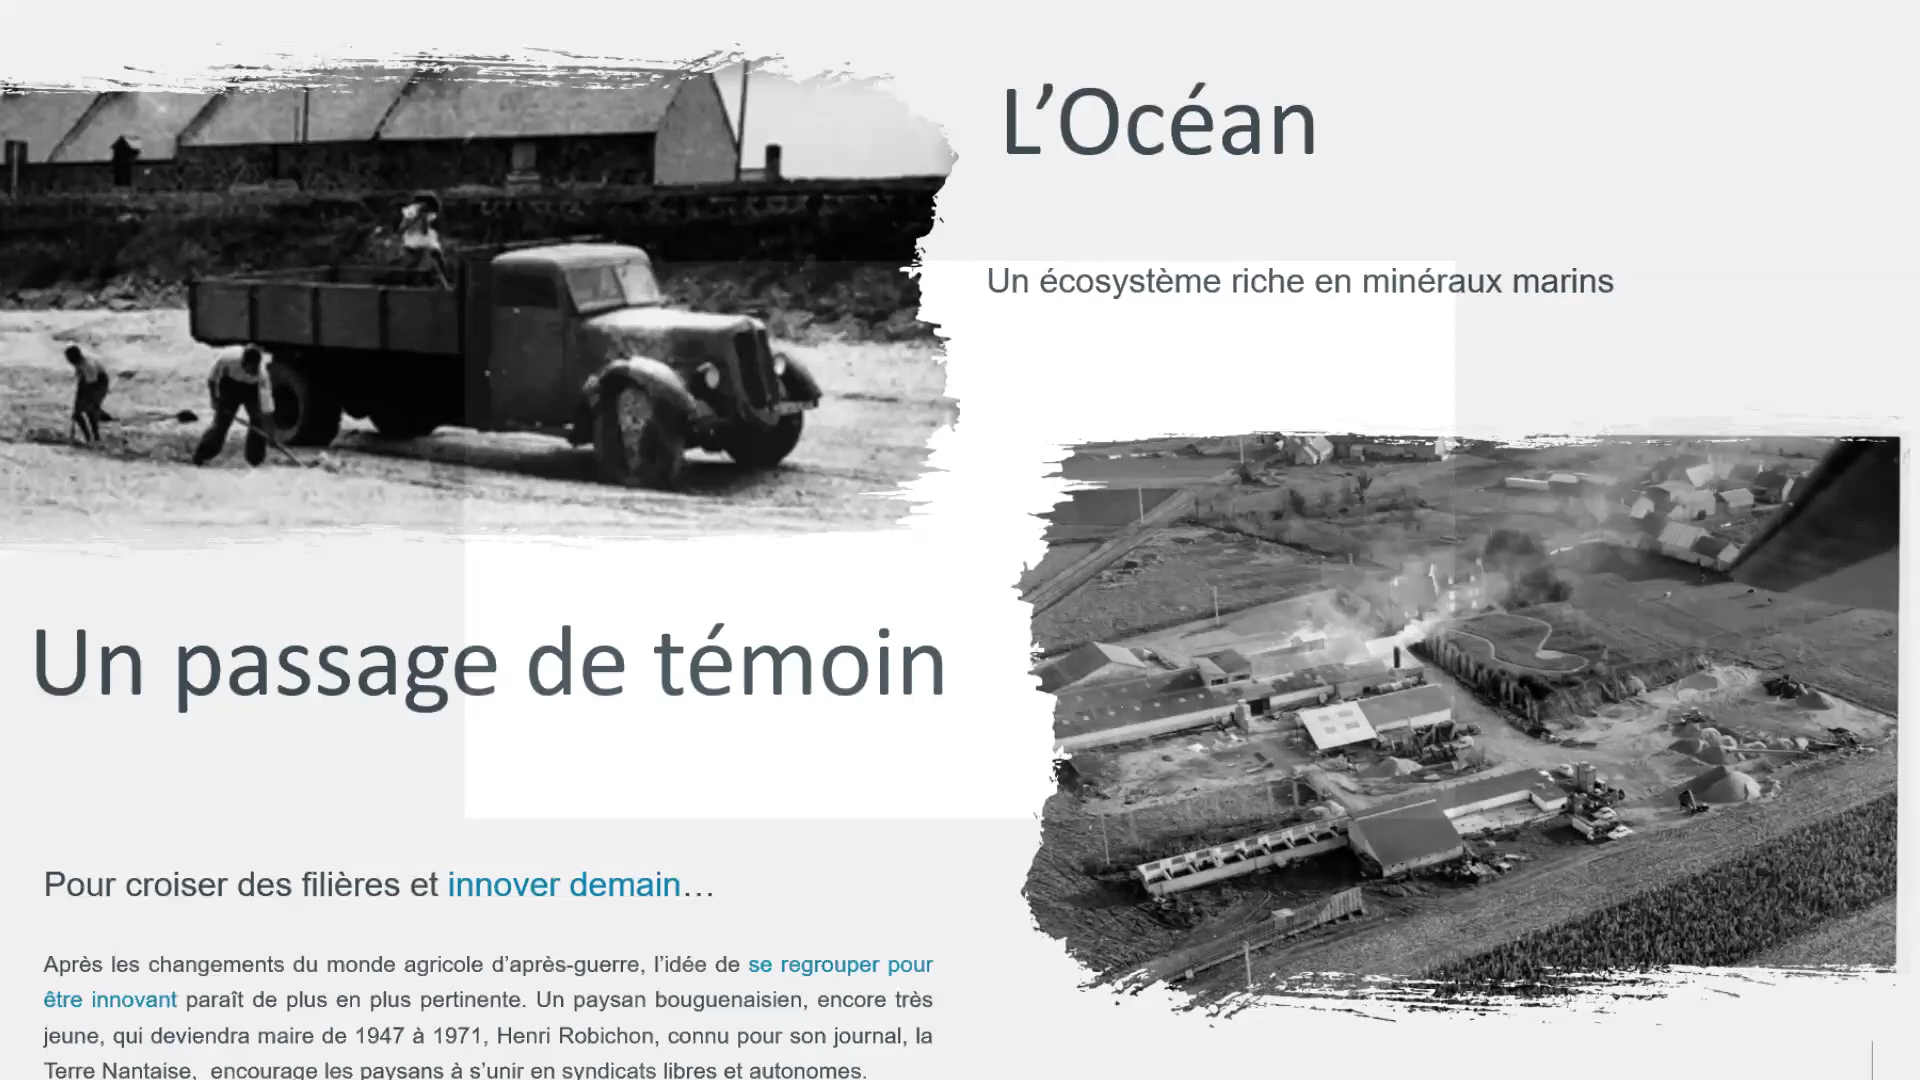 L’Océan
Un écosystème riche en minéraux marins
Un passage de témoin
Pour croiser des filières et innover demain…
Après les changements du monde agricole d’après-guerre, l’idée de se regrouper pour
être innovant paraît de plus en plus pertinente. Un paysan bouguenaisien, encore très
jeune, qui deviendra maire de 1947 à 1971, Henri Robichon, connu pour son journal, la
Terre Nantaise, encourage les paysans à s’unir en syndicats libres et autonomes.